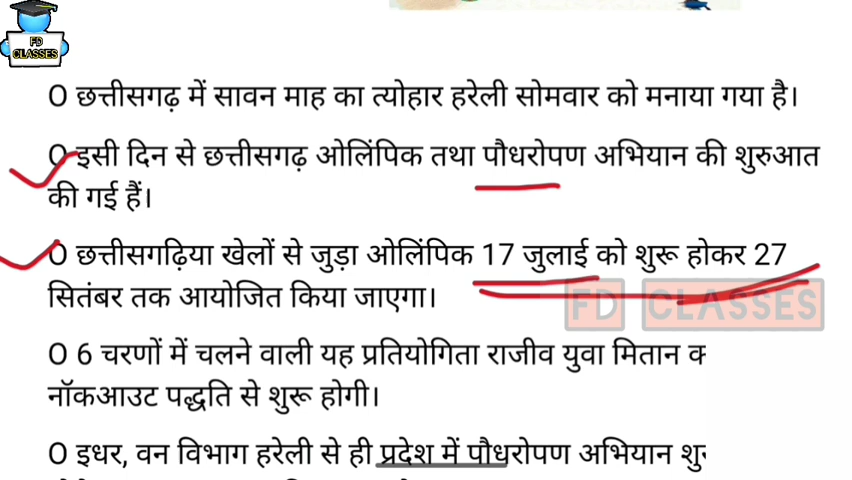 FD
CLASSES
O छत्तीसगढ़ में सावन माह का त्योहार हरेली सोमवार को मनाया गया है।
O इसी दिन से छत्तीसगढ़ ओलिंपिक तथा पौधरोपण अभियान की शुरुआत
की गई हैं।
O छत्तीसगढ़िया खेलों से जुड़ा ओलिंपिक 17 जुलाई को शुरू होकर 27
सितंबर तक आयोजित किया जाएगा।
FD CLASSES
O 6 चरणों में चलने वाली यह प्रतियोगिता राजीव युवा मितान
नॉकआउट पद्धति से शुरू होगी।
O इधर, वन विभाग हरेली से ही प्रदेश में पौधरोपण अभियान